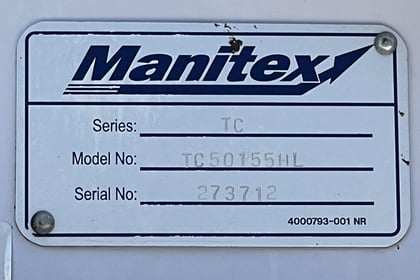 Manitex
Series: TC
Model No: TC50155HL
Serial No: 273712
4000793-001 NR